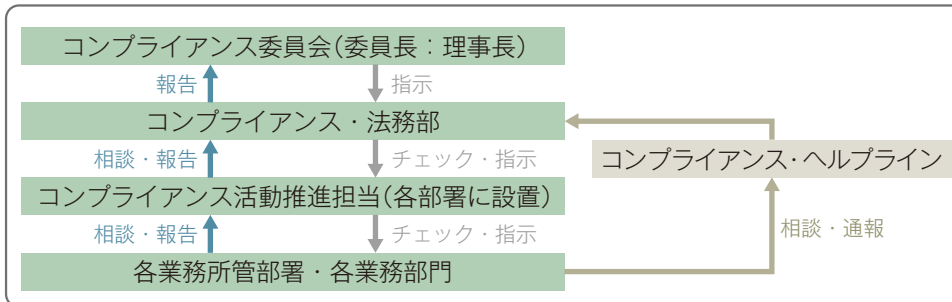 コンプライアンス委員会(委員長：理事長)
報告
指示
コンプライアンス・法務部
相談・報告
チェック・指示
コンプライアンス・ヘルプライン
コンプライアンス活動推進担当(各部署に設置)
相談・報告
チェック・指示
相談・通報
各業務所管部署・各業務部門